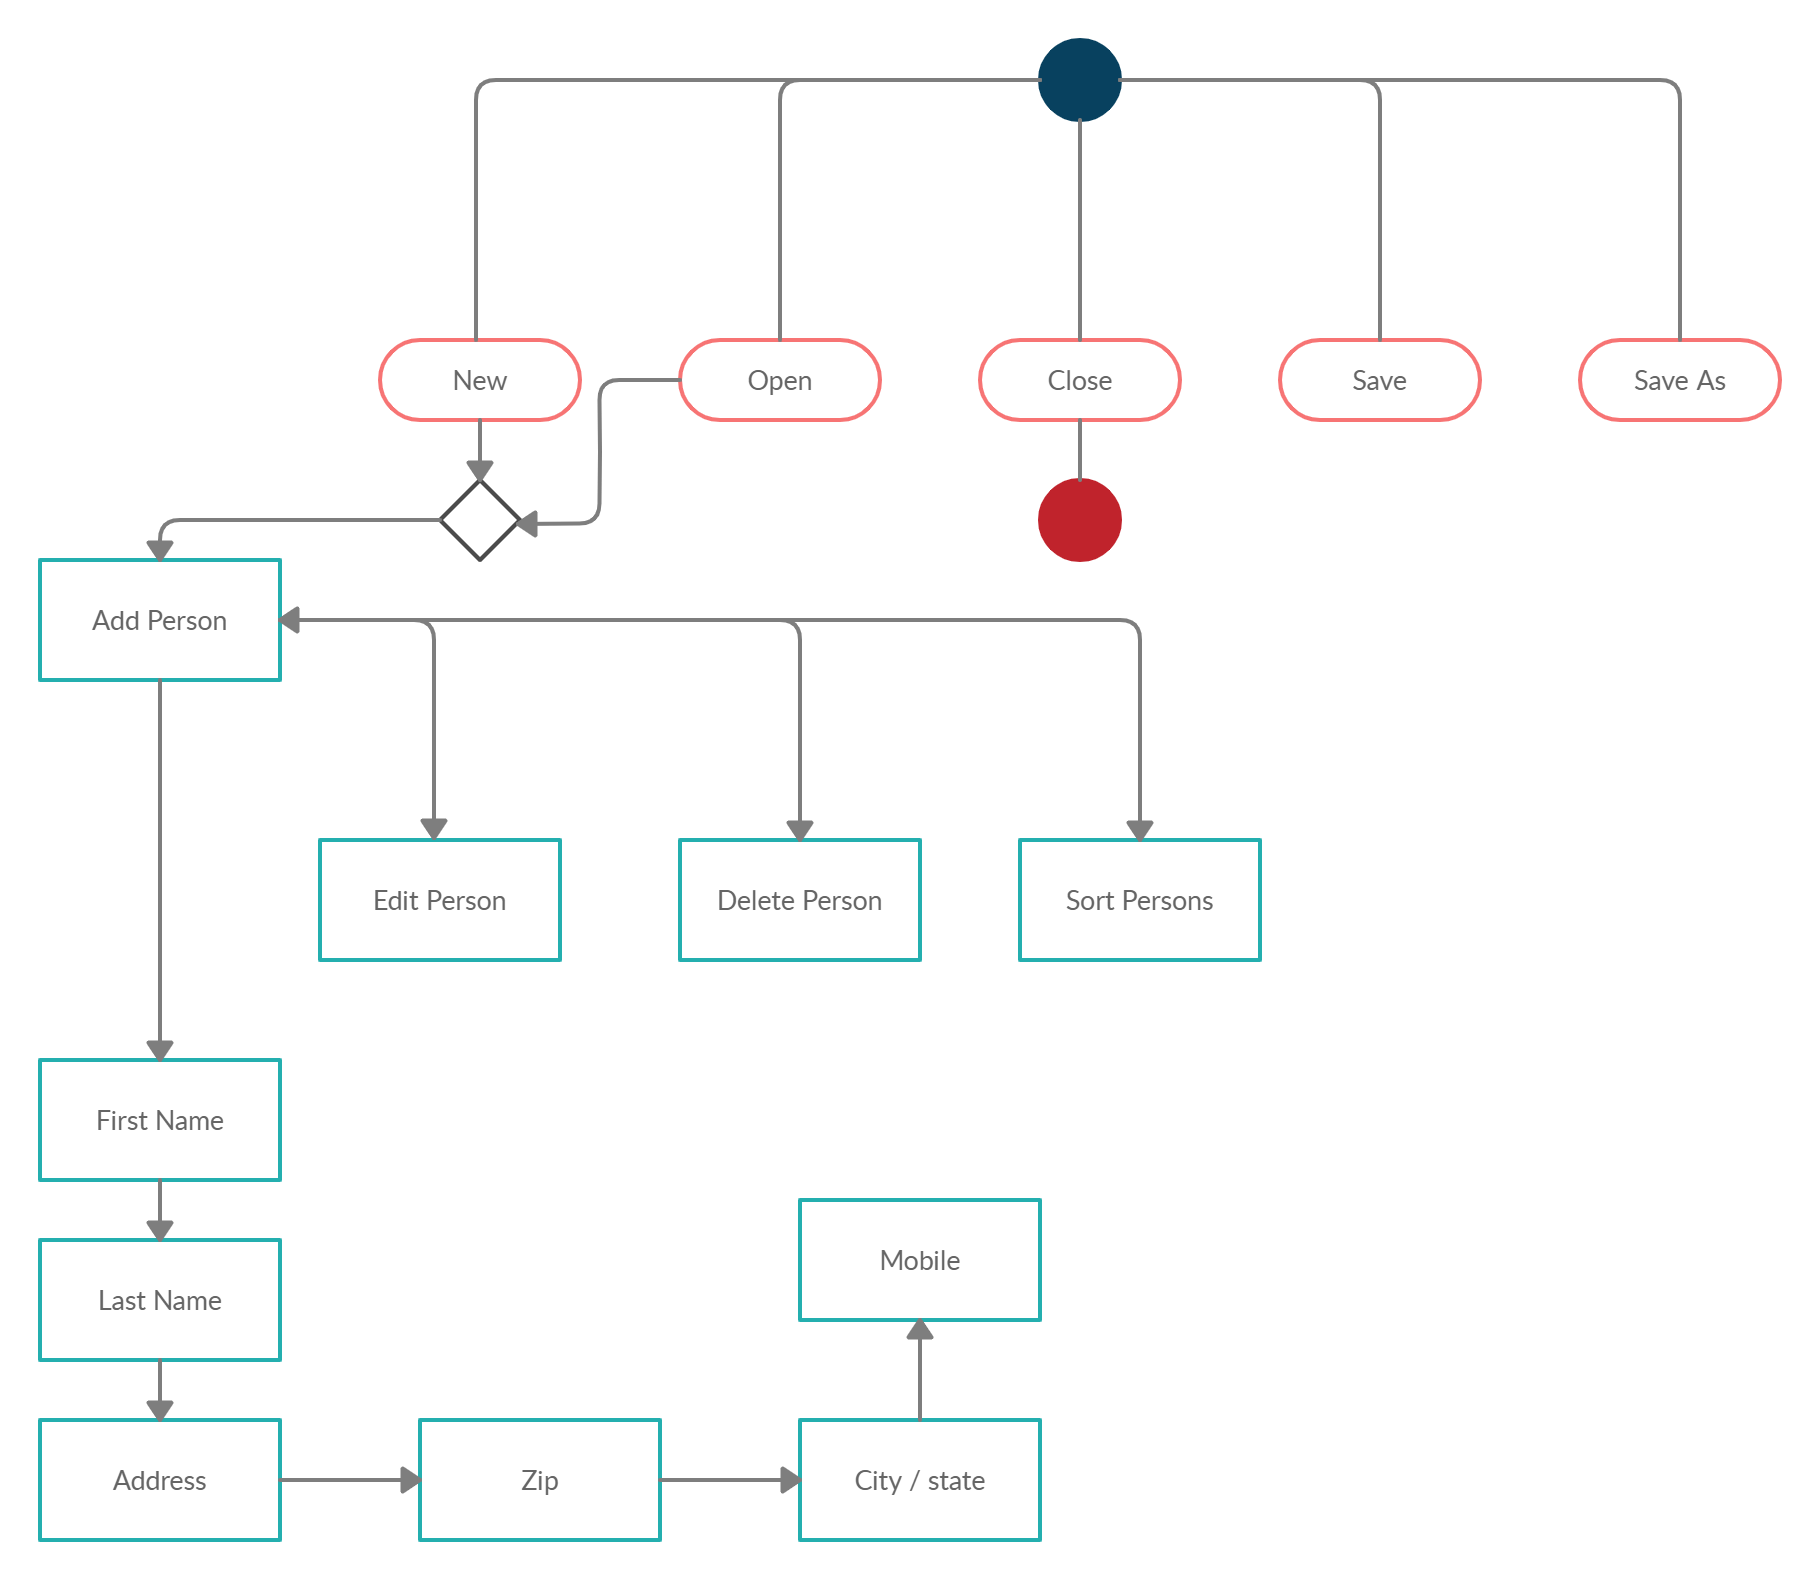 New
Open
Close
Save
Save As
Add Person
Edit Person
Delete Person
Sort Persons
First Name
Last Name
Mobile
Address
Zip
City / state